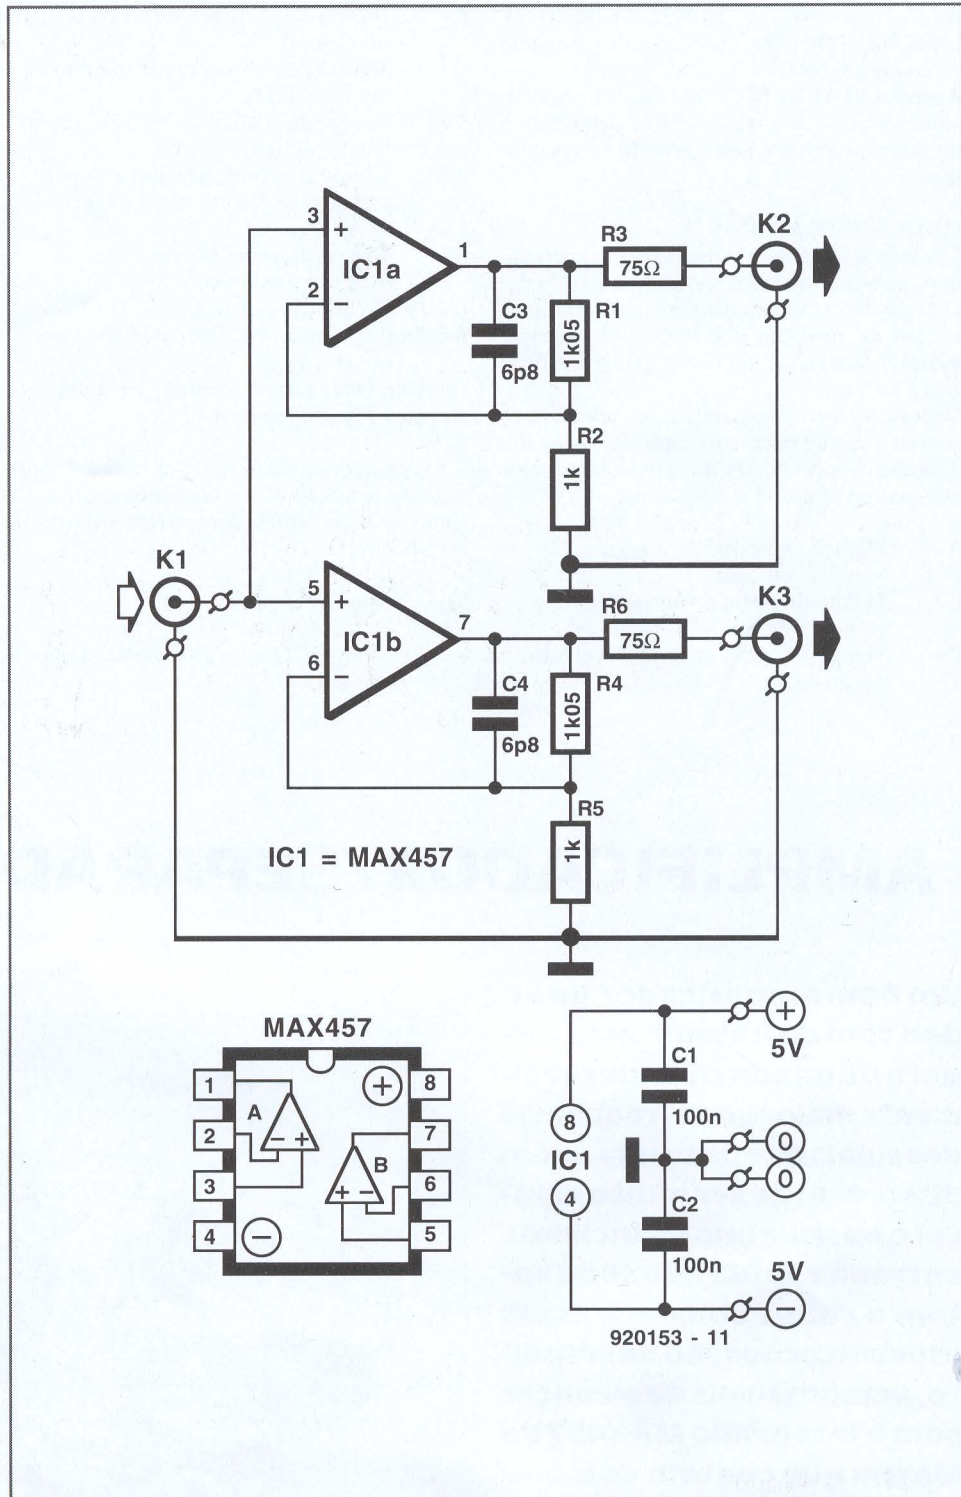 K2
R3
3
+
1
IC1a
75Ω
2
−
C3
R1
1k05
6p8
R2
1k
K1
K3
5
+
7
R6
IC1b
75Ω
6
−
C4
R4
1k05
6p8
R5
1k
IC1 = MAX457
MAX457
1
A
+
8
2
− +
7
3
B
6
+ −
4
−
5
+
5V
C1
100n
8
0
IC1
0
4
C2
100n
5V
−
920153 - 11